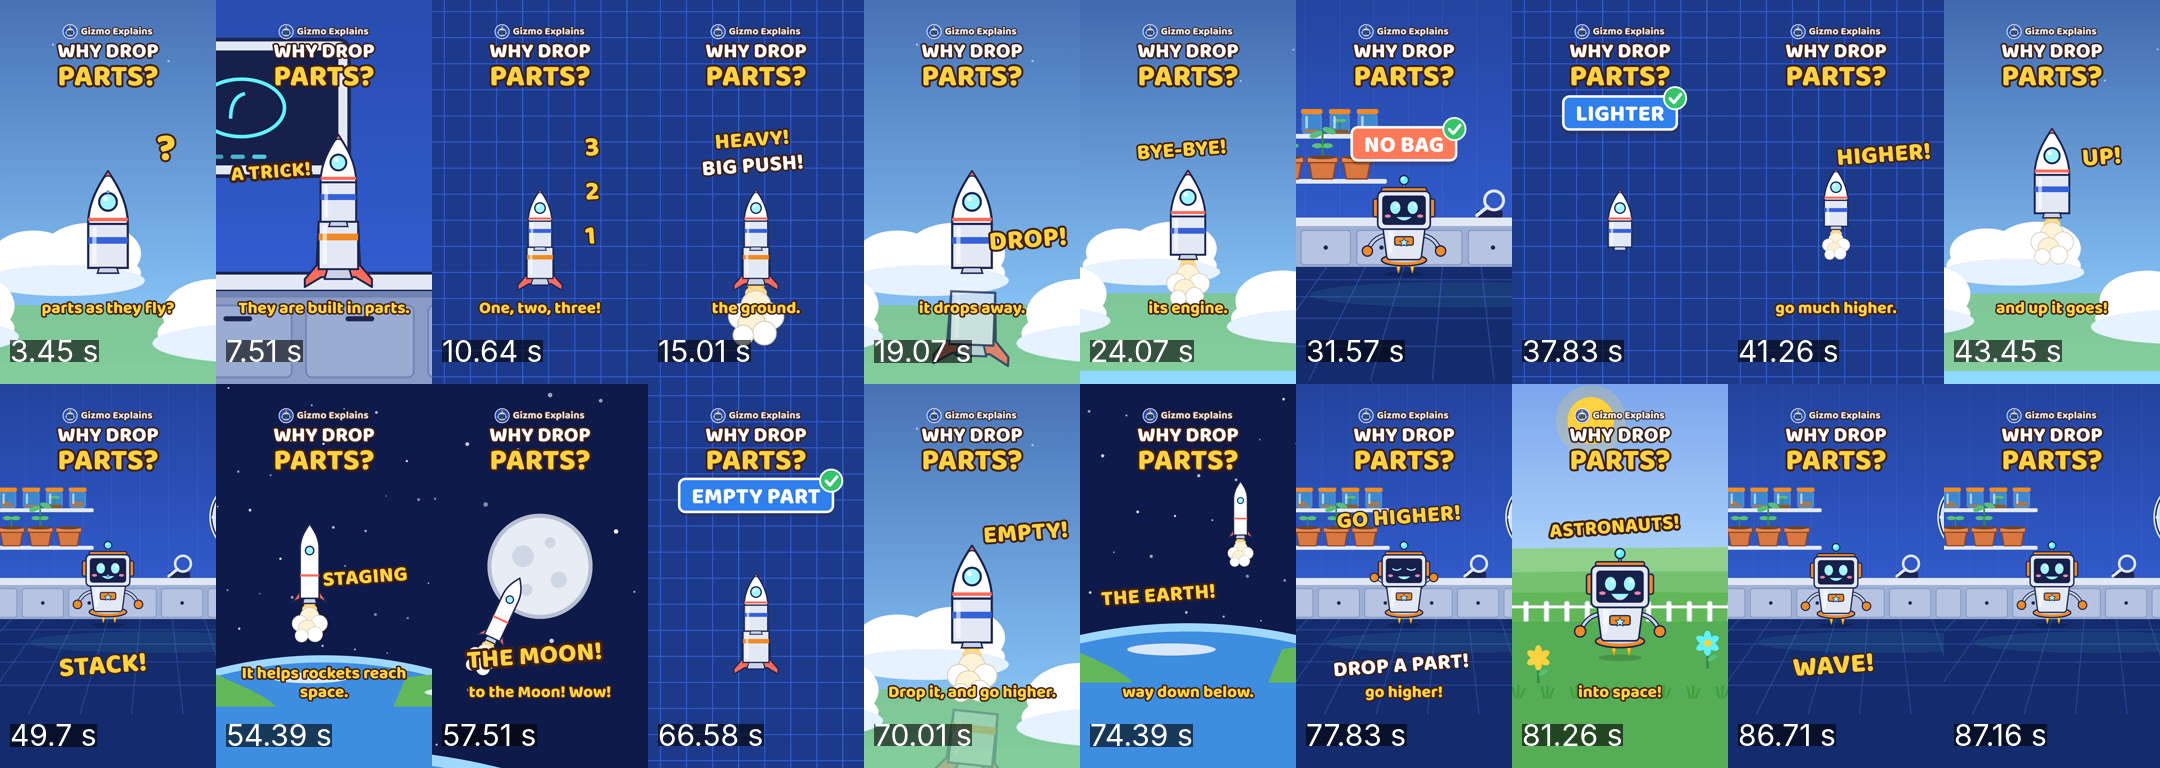 Gizmo Explains
WHY DROP
PARTS?
?
parts as they fly?
3.45 s
Gizmo Explains
WHY DROP
PARTS?
A TRICK!
They are built in parts.
7.51 s
Gizmo Explains
WHY DROP
PARTS?
3
2
1
One, two, three!
10.64 s
Gizmo Explains
WHY DROP
PARTS?
HEAVY!
BIG PUSH!
the ground.
15.01 s
Gizmo Explains
WHY DROP
PARTS?
DROP!
it drops away.
19.07 s
Gizmo Explains
WHY DROP
PARTS?
BYE-BYE!
its engine.
24.07 s
Gizmo Explains
WHY DROP
PARTS?
NO BAG
31.57 s
Gizmo Explains
WHY DROP
PARTS?
LIGHTER
37.83 s
Gizmo Explains
WHY DROP
PARTS?
HIGHER!
go much higher.
41.26 s
Gizmo Explains
WHY DROP
PARTS?
UP!
and up it goes!
43.45 s
Gizmo Explains
WHY DROP
PARTS?
STACK!
49.7 s
Gizmo Explains
WHY DROP
PARTS?
STAGING
It helps rockets reach
space.
54.39 s
Gizmo Explains
WHY DROP
PARTS?
THE MOON!
to the Moon! Wow!
57.51 s
Gizmo Explains
WHY DROP
PARTS?
EMPTY PART
66.58 s
Gizmo Explains
WHY DROP
PARTS?
EMPTY!
Drop it, and go higher.
70.01 s
Gizmo Explains
WHY DROP
PARTS?
THE EARTH!
way down below.
74.39 s
Gizmo Explains
WHY DROP
PARTS?
GO HIGHER!
DROP A PART!
go higher!
77.83 s
Gizmo Explains
WHY DROP
PARTS?
ASTRONAUTS!
into space!
81.26 s
Gizmo Explains
WHY DROP
PARTS?
WAVE!
86.71 s
Gizmo Explains
WHY DROP
PARTS?
87.16 s